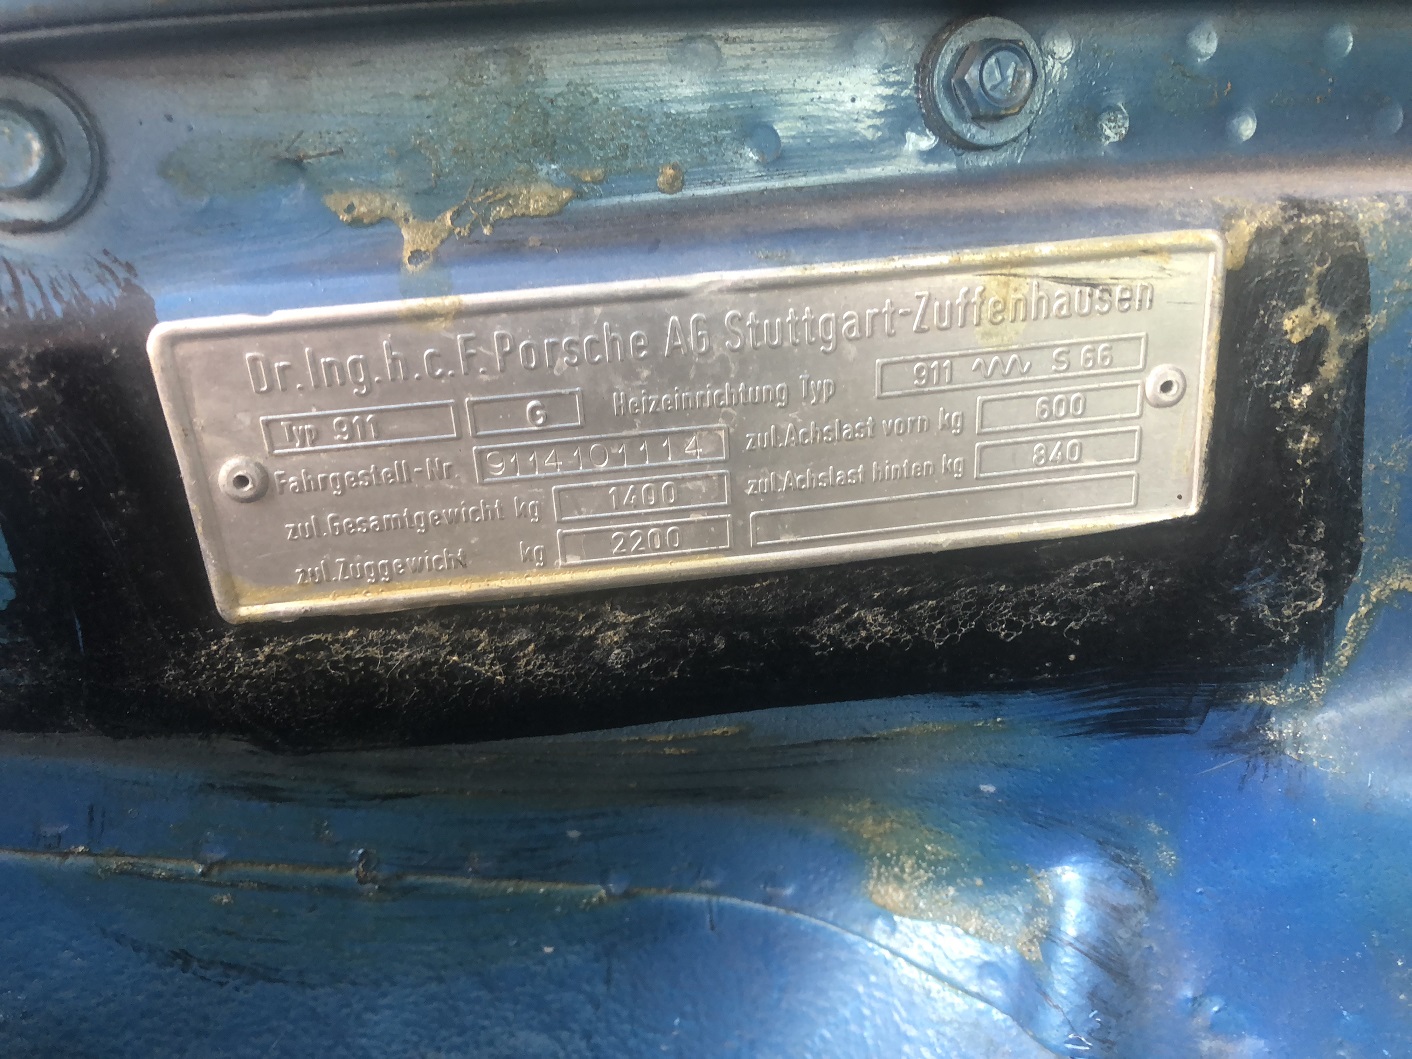 Dr.Ing.h.c.F.Porsche AG Stuttgart-Zuffenhausen
Typ 911 G Heizeinrichtung Typ 911 S 66
Fahrgestell-Nr. 9114101114 zul.Achslast vorn kg 600
zul.Gesamtgewicht kg 1400 zul.Achslast hinten kg 840
zul.Zuggewicht kg 2200